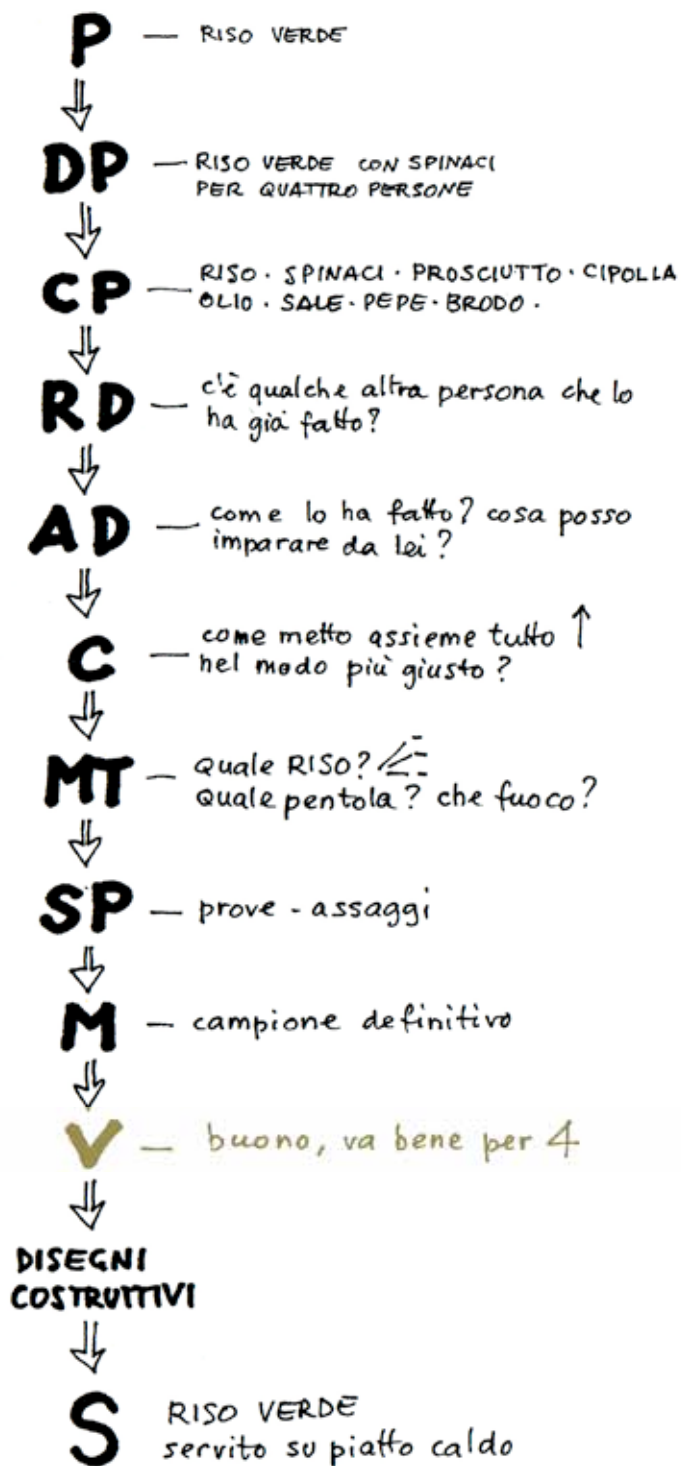 P — RISO VERDE
DP — RISO VERDE CON SPINACI
PER QUATTRO PERSONE
CP — RISO · SPINACI · PROSCIUTTO · CIPOLLA
OLIO · SALE · PEPE · BRODO ·
RD — c'è qualche altra persona che lo
ha già fatto?
AD — come lo ha fatto? cosa posso
imparare da lei?
C — come metto assieme tutto ↑
nel modo più giusto?
MT — Quale RISO?
Quale pentola? che fuoco?
SP — prove - assaggi
M — campione definitivo
V — buono, va bene per 4
DISEGNI
COSTRUTTIVI
S RISO VERDE
servito su piatto caldo